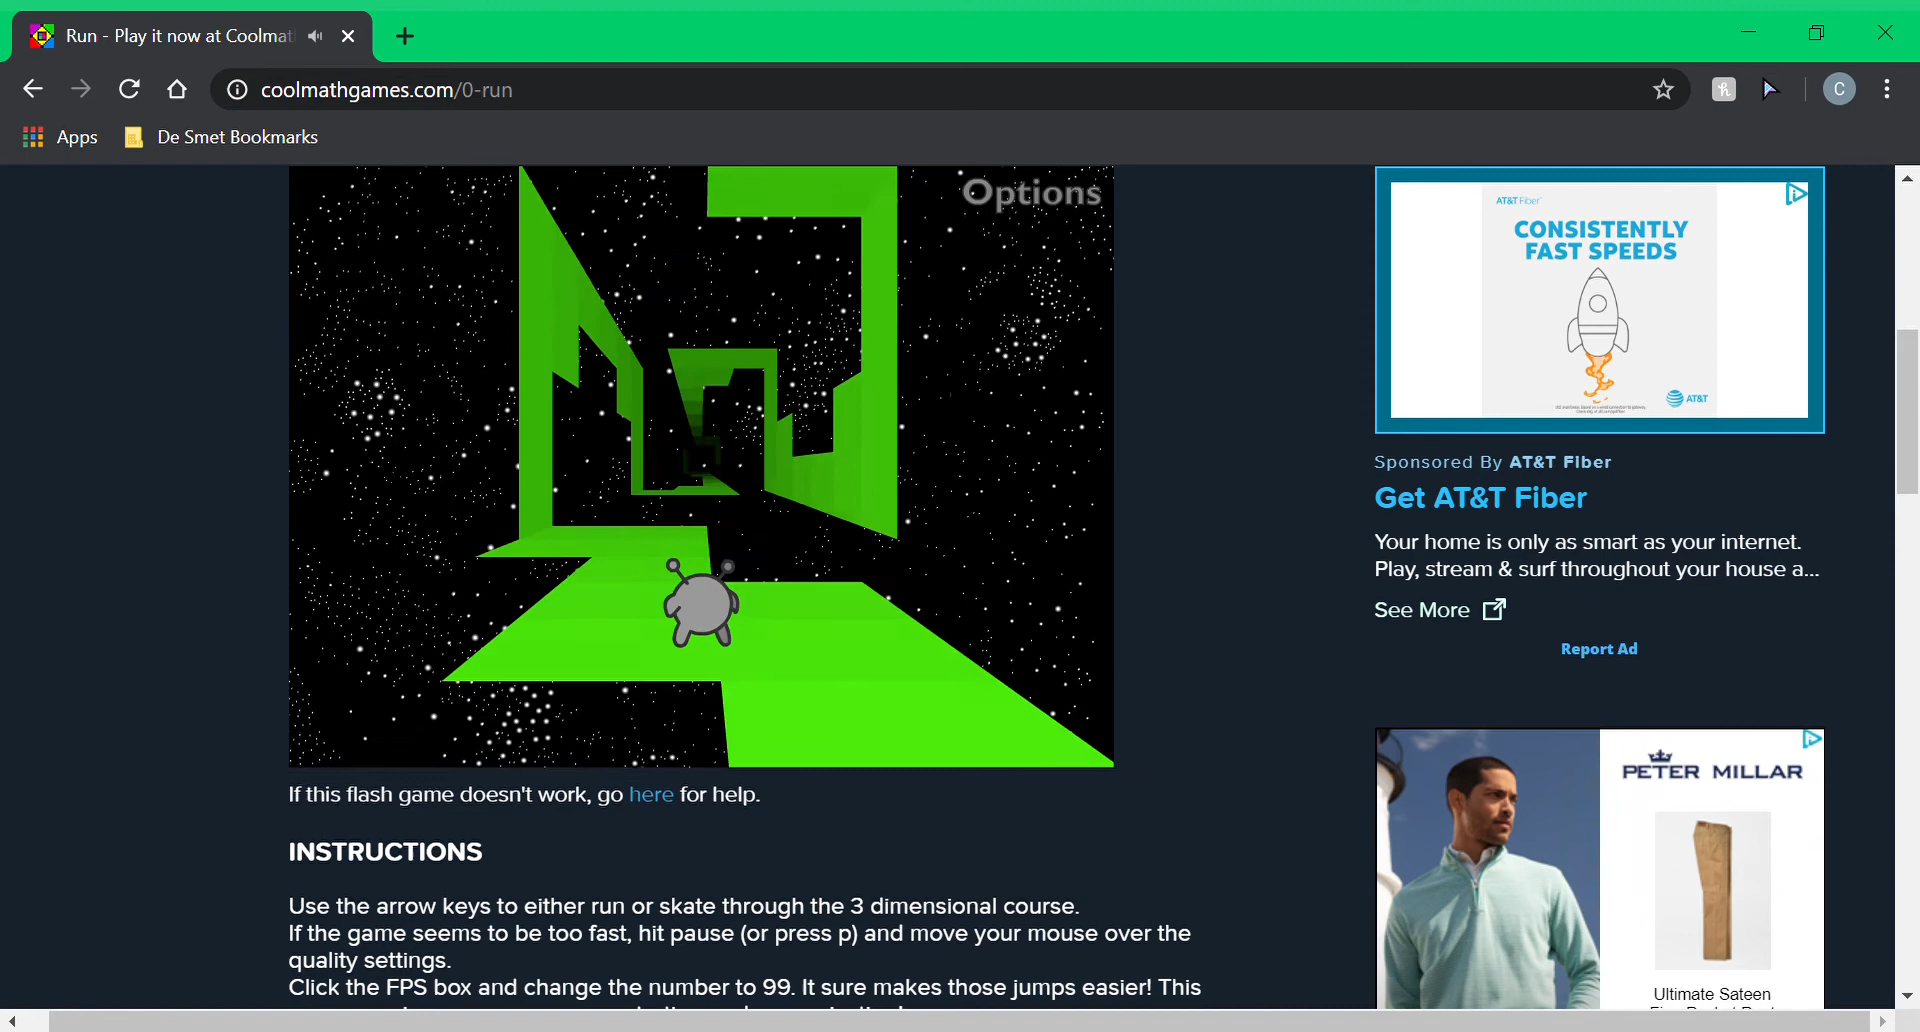 Run - Play it now at Coolmat
coolmathgames.com/0-run
C
Apps
De Smet Bookmarks
Options
AT&T Fiber
CONSISTENTLY
FAST SPEEDS
AT&T
Sponsored By AT&T Fiber
Get AT&T Fiber
Your home is only as smart as your internet.
Play, stream & surf throughout your house a...
See More
Report Ad
PETER MILLAR
Ultimate Sateen
If this flash game doesn't work, go here for help.
INSTRUCTIONS
Use the arrow keys to either run or skate through the 3 dimensional course.
If the game seems to be too fast, hit pause (or press p) and move your mouse over the
quality settings.
Click the FPS box and change the number to 99. It sure makes those jumps easier! This